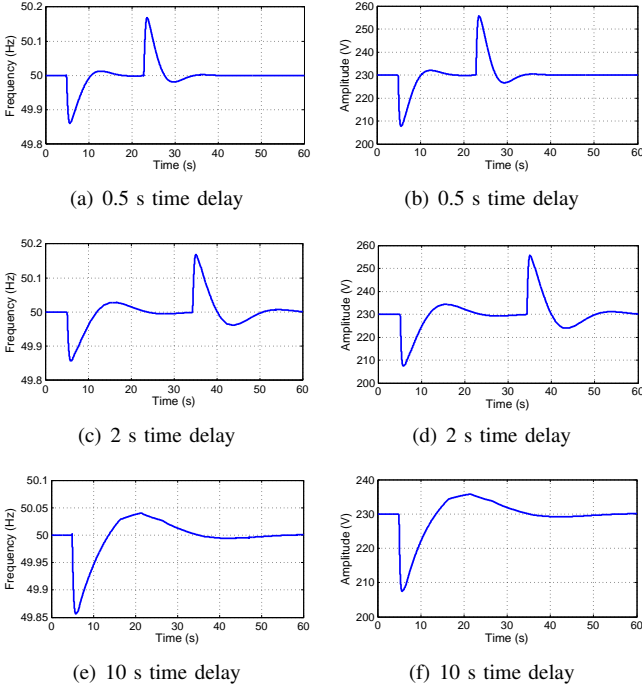 50.2
50.1
50
49.9
49.8
0 10 20 30 40 50 60
Frequency (Hz)
Time (s)
(a) 0.5 s time delay
260
250
240
230
220
210
200
0 10 20 30 40 50 60
Amplitude (V)
Time (s)
(b) 0.5 s time delay
50.2
50.1
50
49.9
49.8
0 10 20 30 40 50 60
Frequency (Hz)
Time (s)
(c) 2 s time delay
260
250
240
230
220
210
200
0 10 20 30 40 50 60
Amplitude (V)
Time (s)
(d) 2 s time delay
50.1
50.05
50
49.95
49.9
49.85
0 10 20 30 40 50 60
Frequency (Hz)
Time (s)
(e) 10 s time delay
240
230
220
210
200
0 10 20 30 40 50 60
Amplitude (V)
Time (s)
(f) 10 s time delay